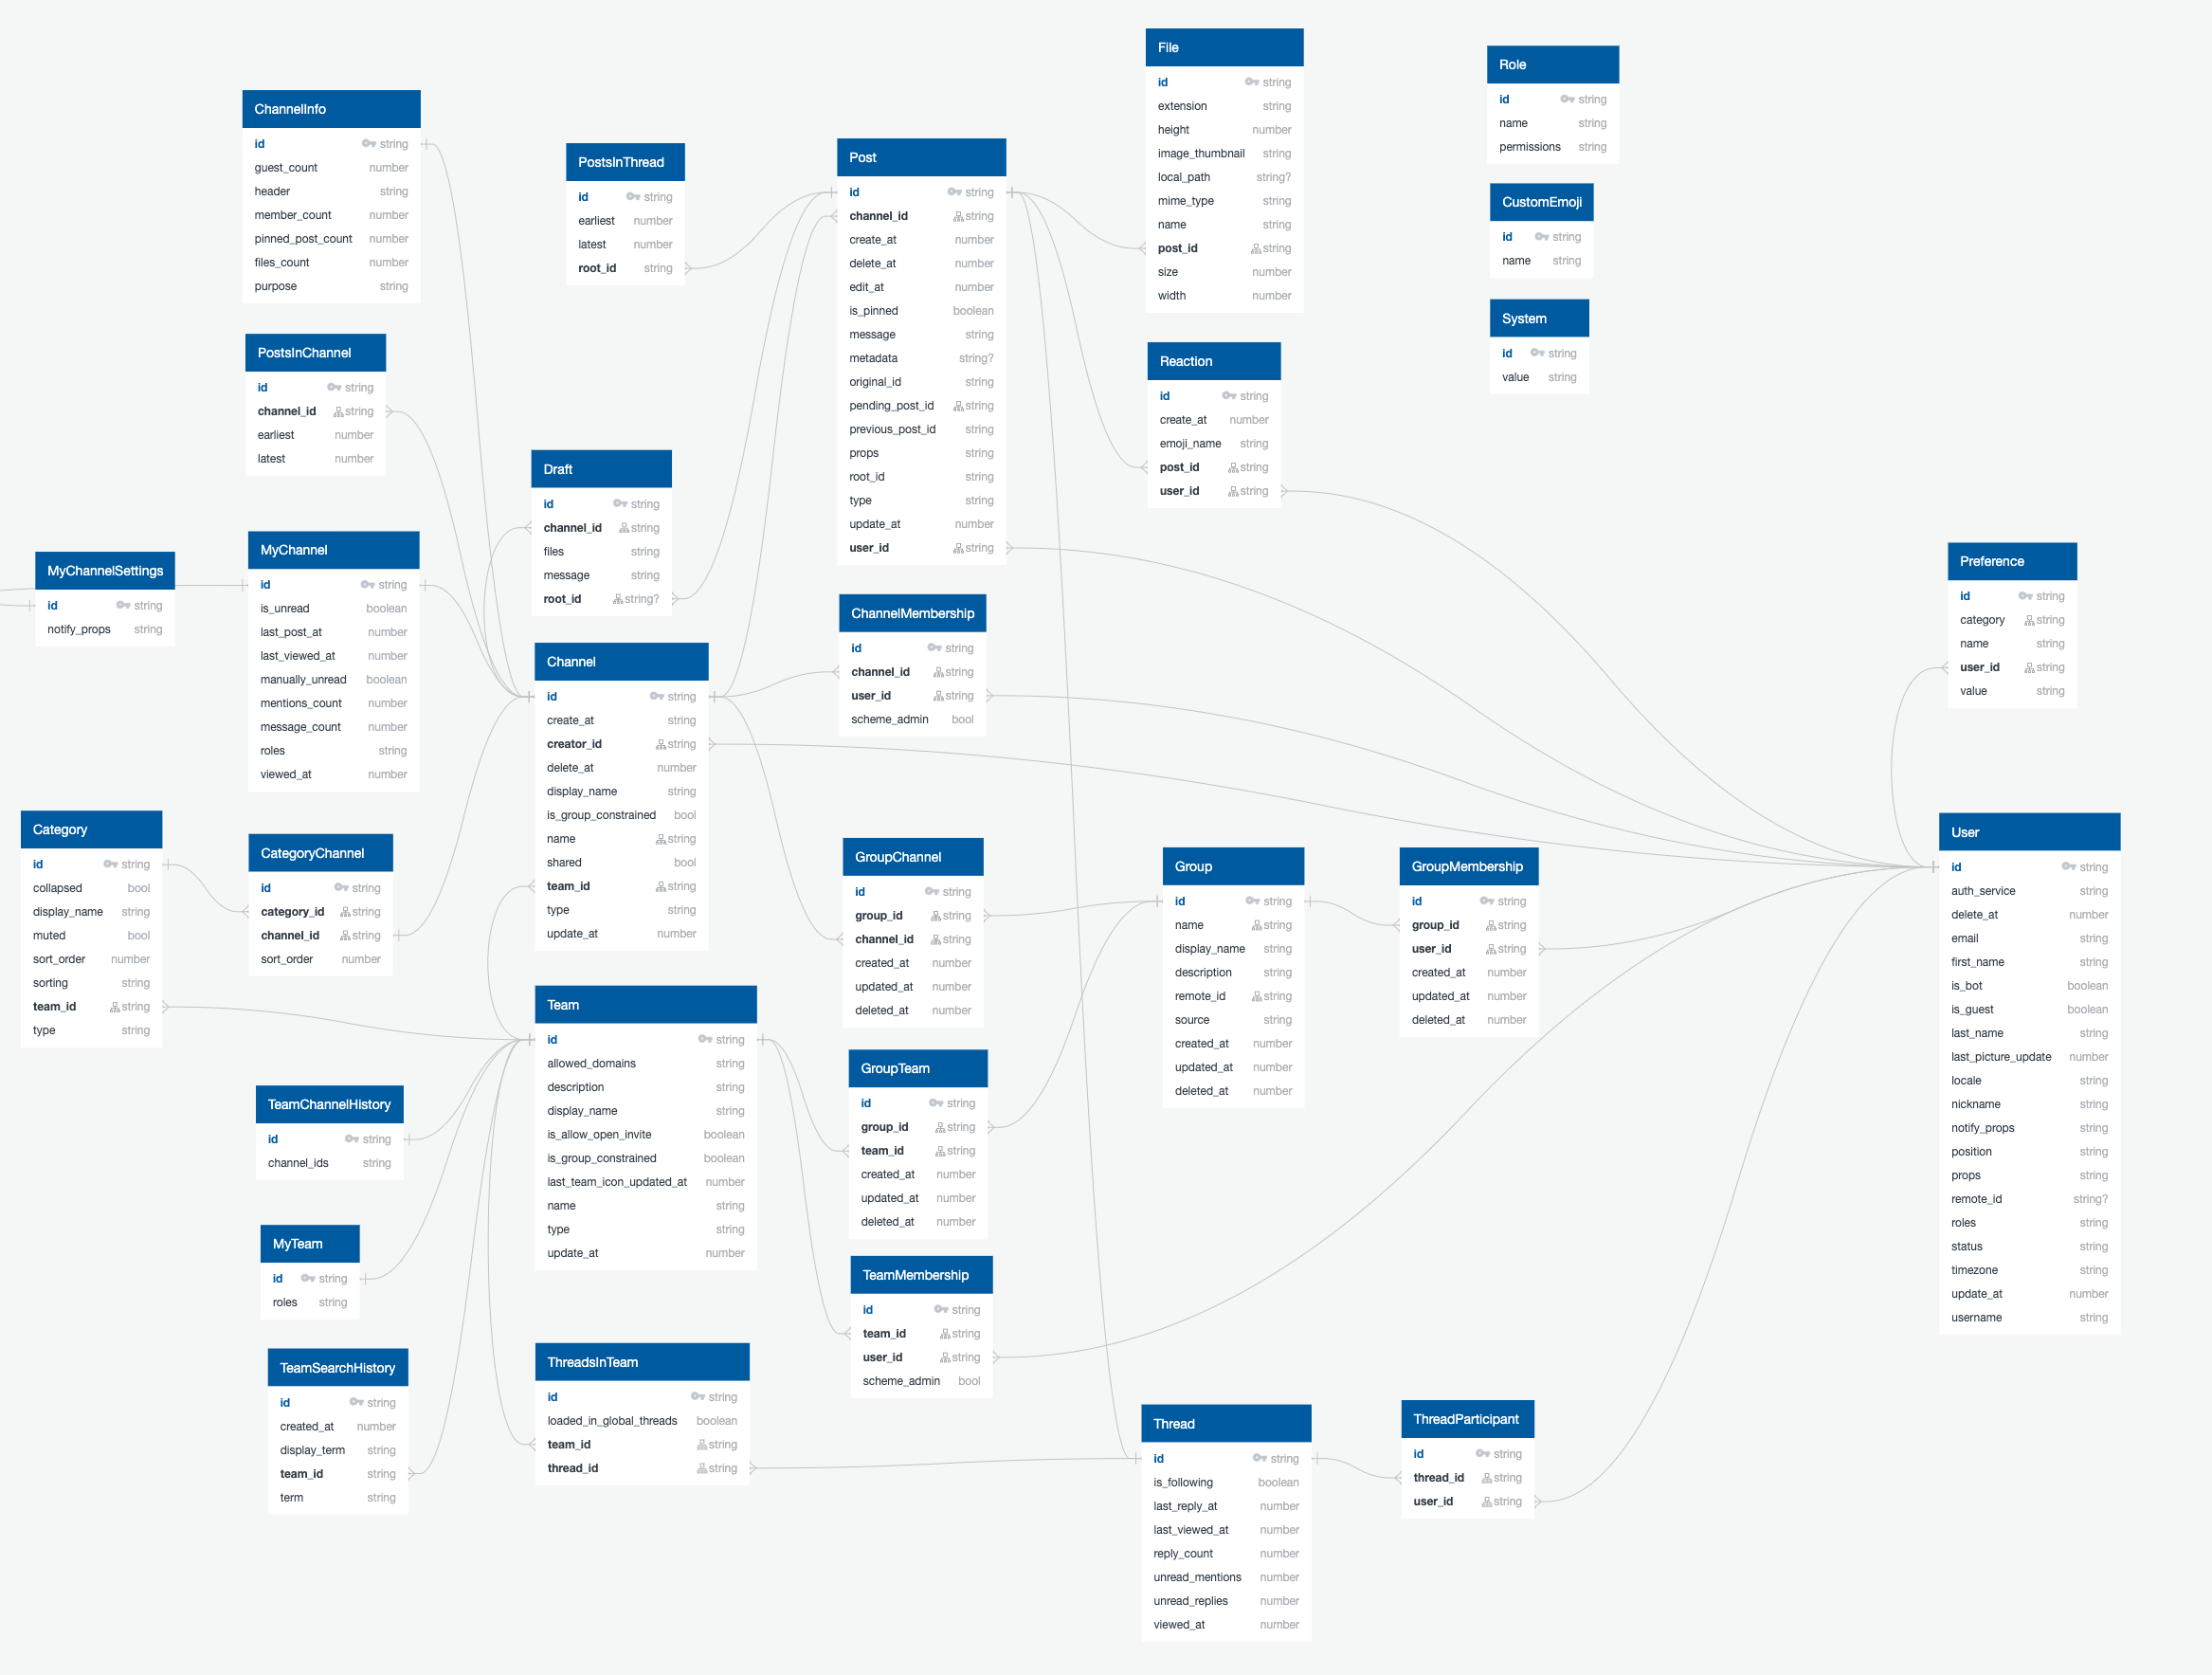 File
id string
extension string
height number
image_thumbnail string
local_path string?
mime_type string
name string
post_id string
size number
width number
Role
id string
name string
permissions string
ChannelInfo
id string
guest_count number
header string
member_count number
pinned_post_count number
files_count number
purpose string
PostsInThread
id string
earliest number
latest number
root_id string
Post
id string
channel_id string
create_at number
delete_at number
edit_at number
is_pinned boolean
message string
metadata string?
original_id string
pending_post_id string
previous_post_id string
props string
root_id string
type string
update_at number
user_id string
CustomEmoji
id string
name string
System
id string
value string
PostsInChannel
id string
channel_id string
earliest number
latest number
Reaction
id string
create_at number
emoji_name string
post_id string
user_id string
Draft
id string
channel_id string
files string
message string
root_id string?
MyChannelSettings
id string
notify_props string
MyChannel
id string
is_unread boolean
last_post_at number
last_viewed_at number
manually_unread boolean
mentions_count number
message_count number
roles string
viewed_at number
Preference
id string
category string
name string
user_id string
value string
ChannelMembership
id string
channel_id string
user_id string
scheme_admin bool
Channel
id string
create_at string
creator_id string
delete_at number
display_name string
is_group_constrained bool
name string
shared bool
team_id string
type string
update_at number
Category
id string
collapsed bool
display_name string
muted bool
sort_order number
sorting string
team_id string
type string
CategoryChannel
id string
category_id string
channel_id string
sort_order number
GroupChannel
id string
group_id string
channel_id string
created_at number
updated_at number
deleted_at number
Group
id string
name string
display_name string
description string
remote_id string
source string
created_at number
updated_at number
deleted_at number
GroupMembership
id string
group_id string
user_id string
created_at number
updated_at number
deleted_at number
User
id string
auth_service string
delete_at number
email string
first_name string
is_bot boolean
is_guest boolean
last_name string
last_picture_update number
locale string
nickname string
notify_props string
position string
props string
remote_id string?
roles string
status string
timezone string
update_at number
username string
Team
id string
allowed_domains string
description string
display_name string
is_allow_open_invite boolean
is_group_constrained boolean
last_team_icon_updated_at number
name string
type string
update_at number
GroupTeam
id string
group_id string
team_id string
created_at number
updated_at number
deleted_at number
TeamChannelHistory
id string
channel_ids string
MyTeam
id string
roles string
TeamMembership
id string
team_id string
user_id string
scheme_admin bool
TeamSearchHistory
id string
created_at number
display_term string
team_id string
term string
ThreadsInTeam
id string
loaded_in_global_threads boolean
team_id string
thread_id string
Thread
id string
is_following boolean
last_reply_at number
last_viewed_at number
reply_count number
unread_mentions number
unread_replies number
viewed_at number
ThreadParticipant
id string
thread_id string
user_id string